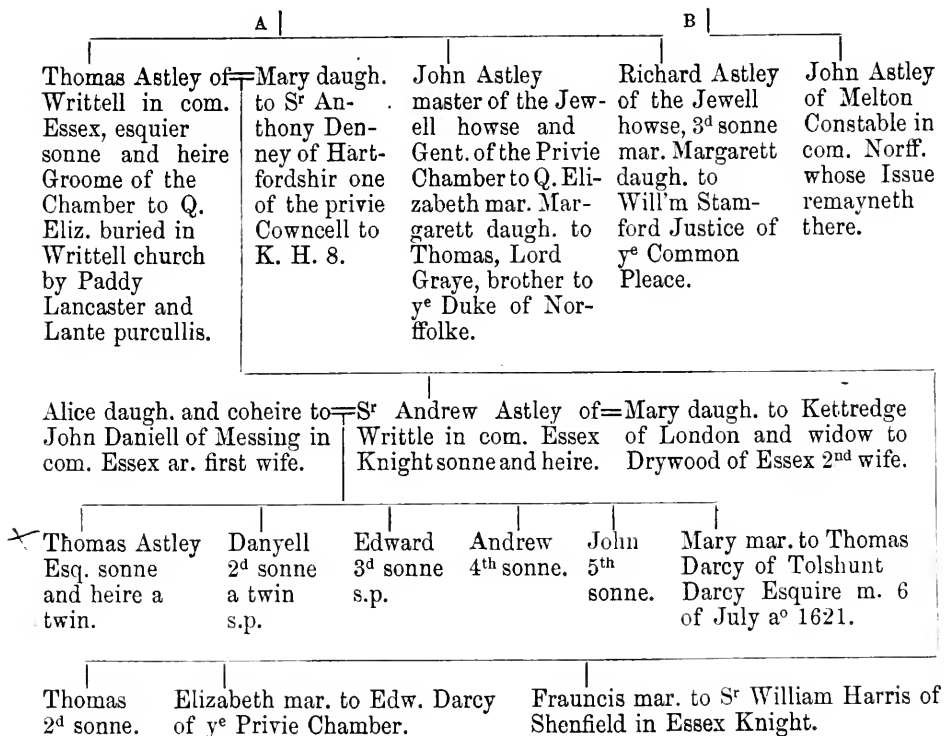 A
B
Thomas Astley of
Writtell in com.
Essex, esquier
sonne and heire
Groome of the
Chamber to Q.
Eliz. buried in
Writtell church
by Paddy
Lancaster and
Lante purcullis.
=Mary daugh.
to Sʳ An-
thony Den-
ney of Hart-
fordshir one
of the privie
Cowncell to
K. H. 8.
John Astley
master of the Jew-
ell howse and
Gent. of the Privie
Chamber to Q. Eli-
zabeth mar. Mar-
garett daugh. to
Thomas, Lord
Graye, brother to
yᵉ Duke of Nor-
ffolke.
Richard Astley
of the Jewell
howse, 3ᵈ sonne
mar. Margarett
daugh. to
Will'm Stam-
ford Justice of
yᵉ Common
Pleace.
John Astley
of Melton
Constable in
com. Norff.
whose Issue
remayneth
there.
Alice daugh. and coheire to
John Daniell of Messing in
com. Essex ar. first wife.
=Sʳ Andrew Astley of
Writtle in com. Essex
Knight sonne and heire.
=Mary daugh. to Kettredge
of London and widow to
Drywood of Essex 2ⁿᵈ wife.
Thomas Astley
Esq. sonne
and heire a
twin.
Danyell
2ᵈ sonne
a twin
s.p.
Edward
3ᵈ sonne
s.p.
Andrew
4ᵗʰ sonne.
John
5ᵗʰ
sonne.
Mary mar. to Thomas
Darcy of Tolshunt
Darcy Esquire m. 6
of July aᵒ 1621.
Thomas
2ᵈ sonne.
Elizabeth mar. to Edw. Darcy
of yᵉ Privie Chamber.
Frauncis mar. to Sʳ William Harris of
Shenfield in Essex Knight.